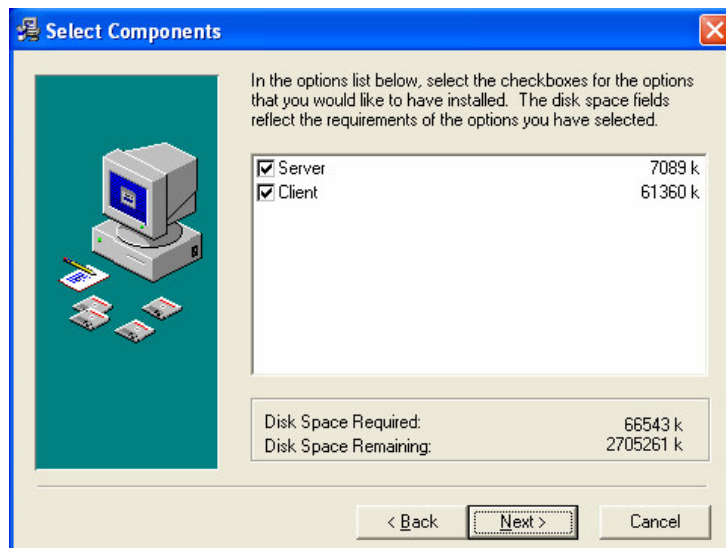 Select Components
In the options list below, select the checkboxes for the options
that you would like to have installed. The disk space fields
reflect the requirements of the options you have selected.
Server 7089 k
Client 61360 k
Disk Space Required: 66543 k
Disk Space Remaining: 2705261 k
< Back Next > Cancel